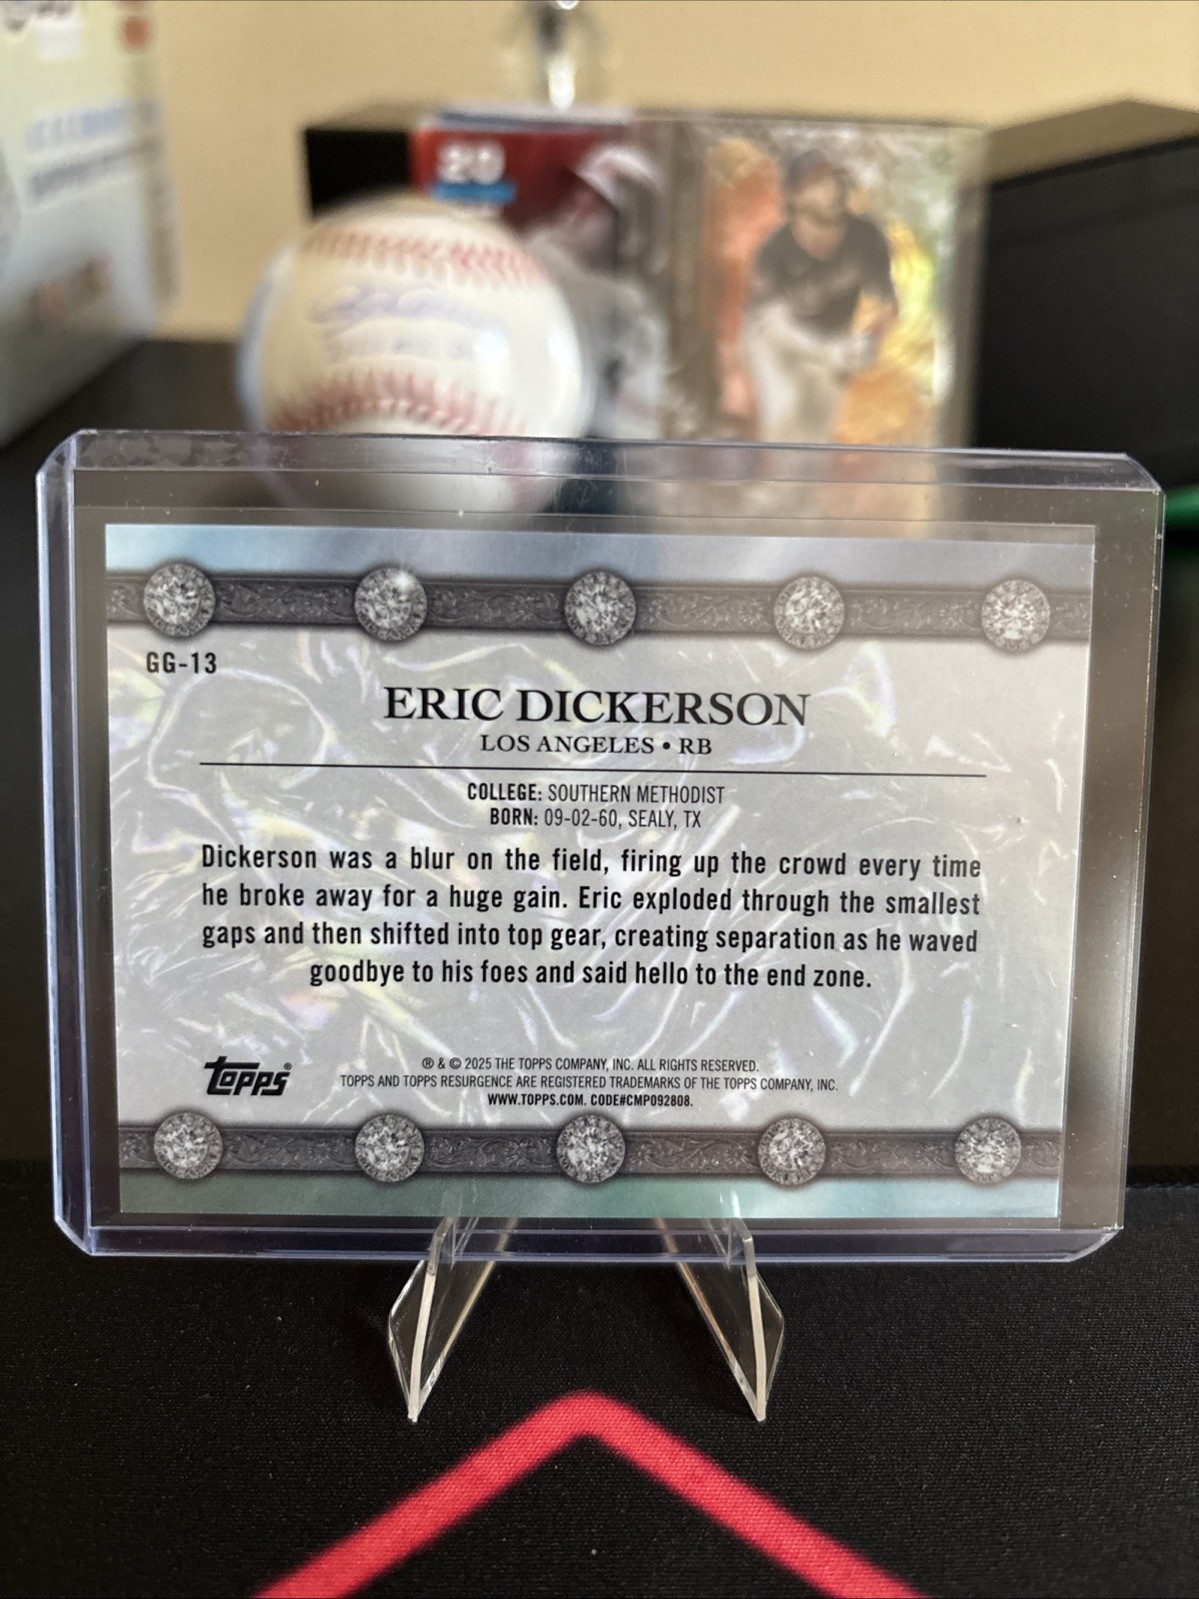 20
GG-13
ERIC DICKERSON
LOS ANGELES • RB
COLLEGE: SOUTHERN METHODIST
BORN: 09-02-60, SEALY, TX
Dickerson was a blur on the field, firing up the crowd every time
he broke away for a huge gain. Eric exploded through the smallest
gaps and then shifted into top gear, creating separation as he waved
goodbye to his foes and said hello to the end zone.
Topps®
® & © 2025 THE TOPPS COMPANY, INC. ALL RIGHTS RESERVED.
TOPPS AND TOPPS RESURGENCE ARE REGISTERED TRADEMARKS OF THE TOPPS COMPANY, INC.
WWW.TOPPS.COM. CODE#CMP092808.